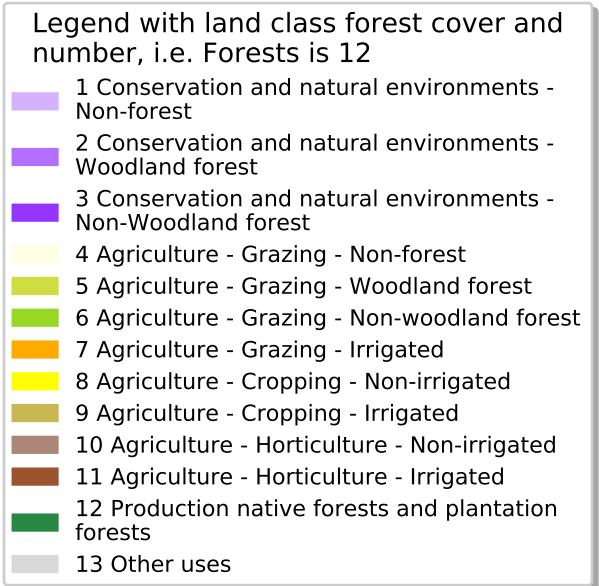 Legend with land class forest cover and
number, i.e. Forests is 12
1 Conservation and natural environments -
Non-forest
2 Conservation and natural environments -
Woodland forest
3 Conservation and natural environments -
Non-Woodland forest
4 Agriculture - Grazing - Non-forest
5 Agriculture - Grazing - Woodland forest
6 Agriculture - Grazing - Non-woodland forest
7 Agriculture - Grazing - Irrigated
8 Agriculture - Cropping - Non-irrigated
9 Agriculture - Cropping - Irrigated
10 Agriculture - Horticulture - Non-irrigated
11 Agriculture - Horticulture - Irrigated
12 Production native forests and plantation
forests
13 Other uses